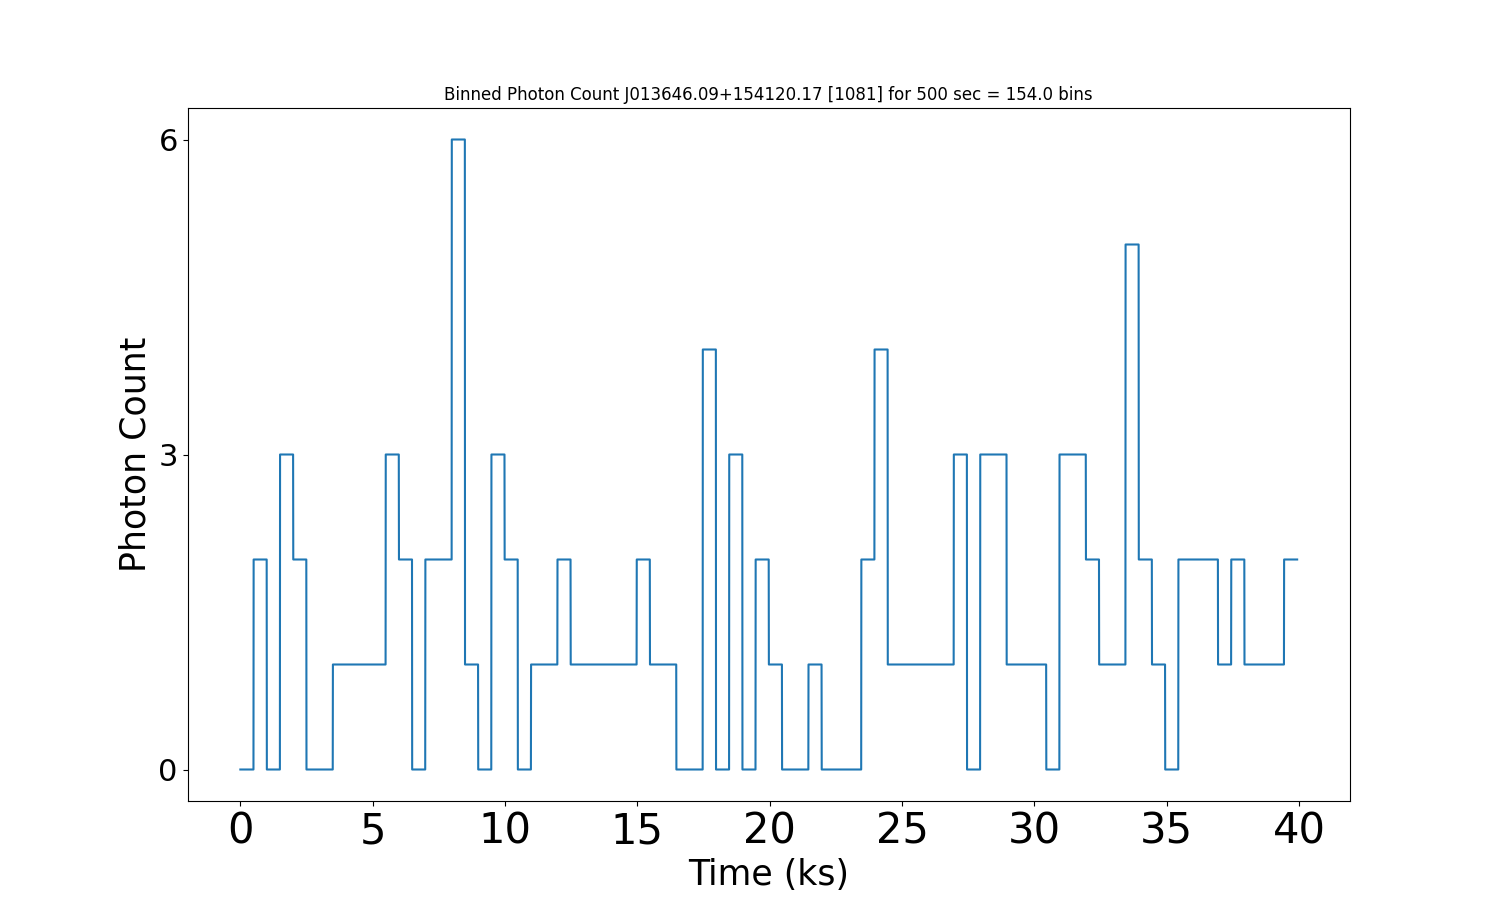 Binned Photon Count J013646.09+154120.17 [1081] for 500 sec = 154.0 bins
6
3
0
Photon Count
0 5 10 15 20 25 30 35 40
Time (ks)